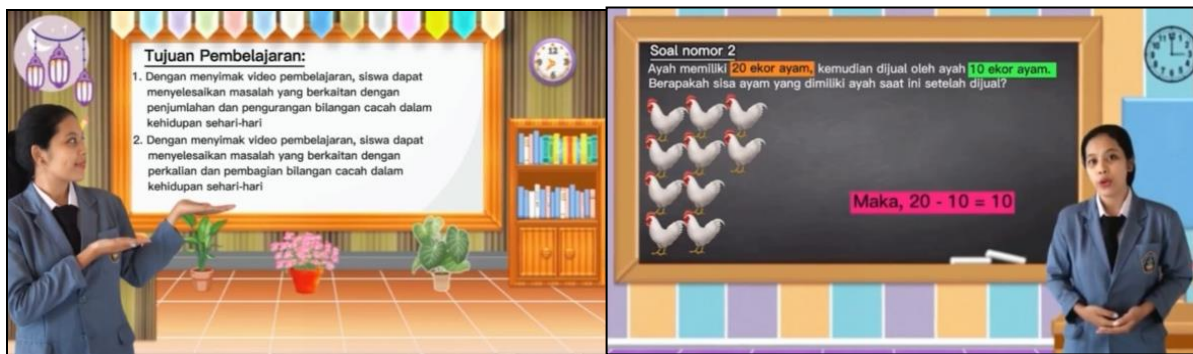 Tujuan Pembelajaran:
1. Dengan menyimak video pembelajaran, siswa dapat
menyelesaikan masalah yang berkaitan dengan
penjumlahan dan pengurangan bilangan cacah dalam
kehidupan sehari-hari
2. Dengan menyimak video pembelajaran, siswa dapat
menyelesaikan masalah yang berkaitan dengan
perkalian dan pembagian bilangan cacah dalam
kehidupan sehari-hari
Soal nomor 2
Ayah memiliki 20 ekor ayam, kemudian dijual oleh ayah 10 ekor ayam.
Berapakah sisa ayam yang dimiliki ayah saat ini setelah dijual?
Maka, 20 - 10 = 10